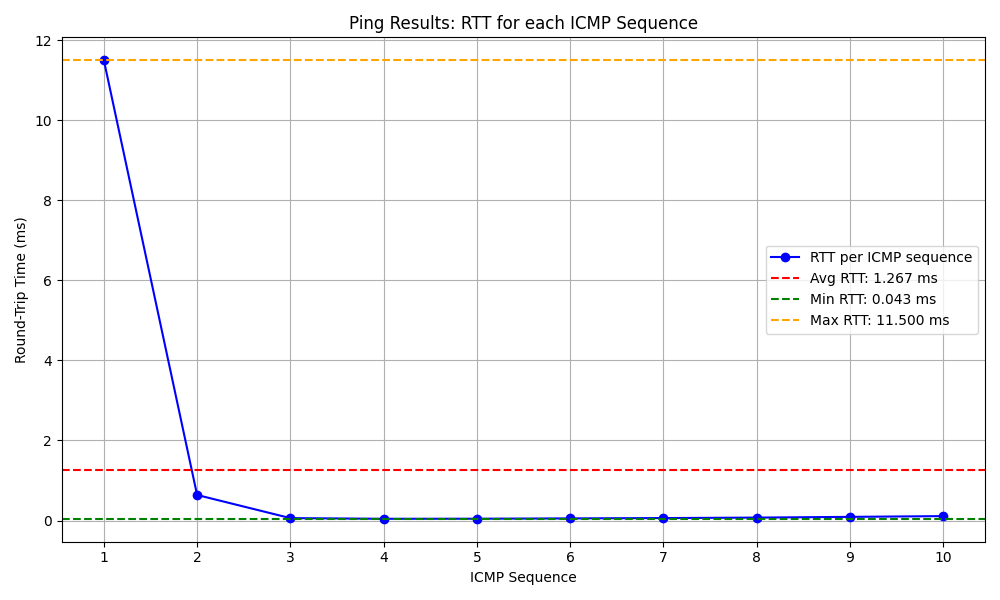 Ping Results: RTT for each ICMP Sequence
12
10
8
6
4
2
0
Round-Trip Time (ms)
RTT per ICMP sequence
Avg RTT: 1.267 ms
Min RTT: 0.043 ms
Max RTT: 11.500 ms
1 2 3 4 5 6 7 8 9 10
ICMP Sequence